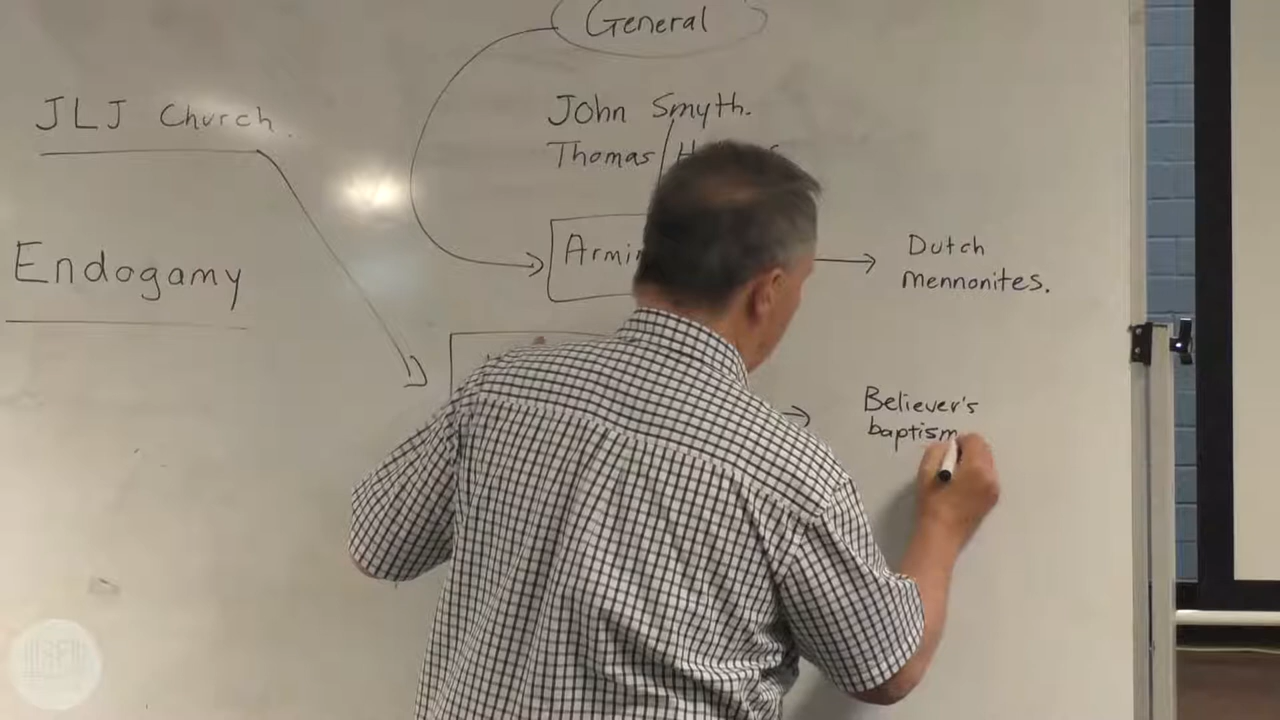 General
JLJ Church.
John Smyth.
Thomas
Endogamy
Dutch
mennonites.
Believer's
baptism